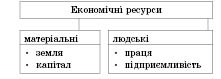 Економічні ресурси
матеріальні
• земля
• капітал
людські
• праця
• підприємливість